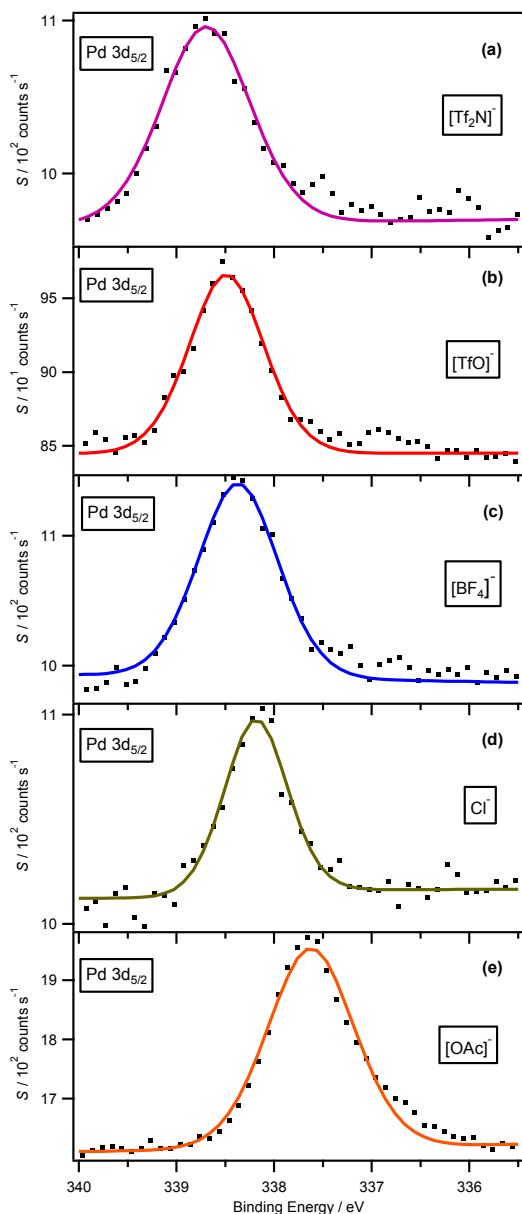 11
Pd 3d5/2
(a)
[Tf2N]-
10
S / 10^2 counts s^-1
Pd 3d5/2
(b)
95
[TfO]-
90
85
S / 10^1 counts s^-1
Pd 3d5/2
(c)
11
[BF4]-
10
S / 10^2 counts s^-1
11
Pd 3d5/2
(d)
Cl-
10
S / 10^2 counts s^-1
Pd 3d5/2
(e)
19
[OAc]-
18
17
S / 10^2 counts s^-1
340 339 338 337 336
Binding Energy / eV